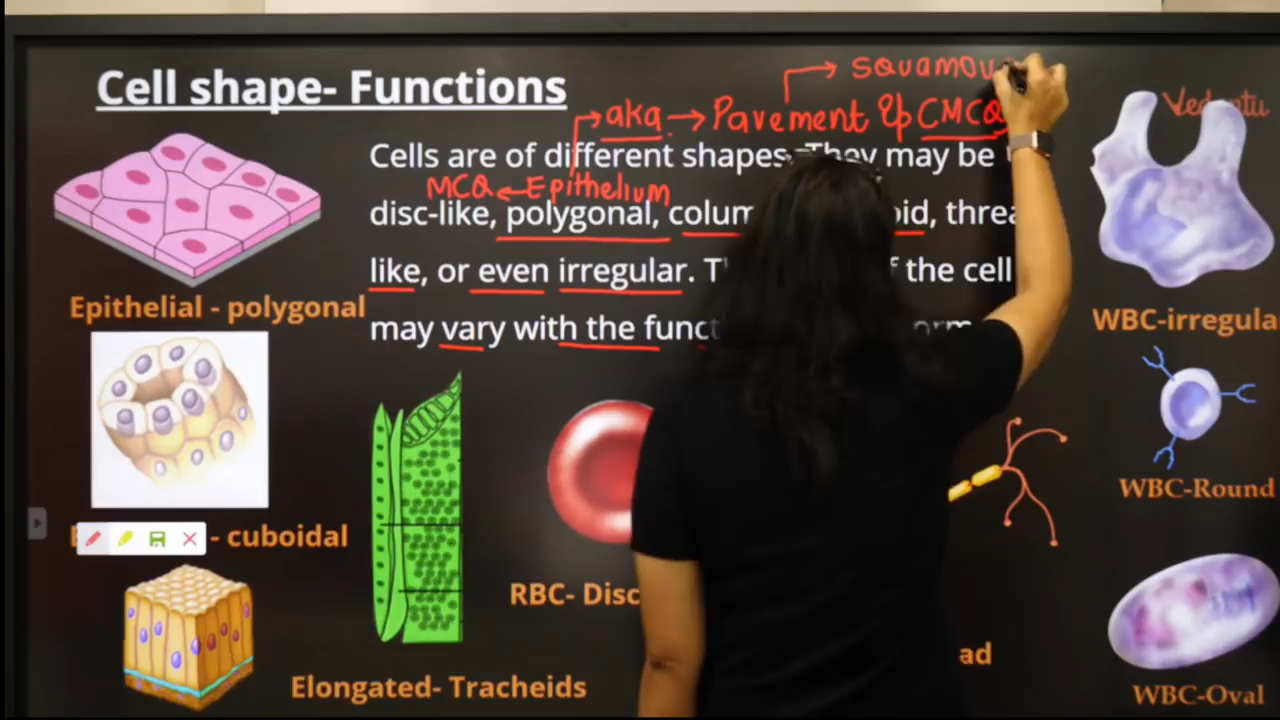 Cell shape- Functions
squamou
aka → Pavement Ep CMCQ
Vedantu
Cells are of different shapes. They may be
MCQ ← Epithelium
disc-like, polygonal, colum oid, threa
like, or even irregular. T f the cell
may vary with the funct
Epithelial - polygonal
WBC-irregula
- cuboidal
WBC-Round
RBC- Disc
ad
Elongated- Tracheids
WBC-Oval